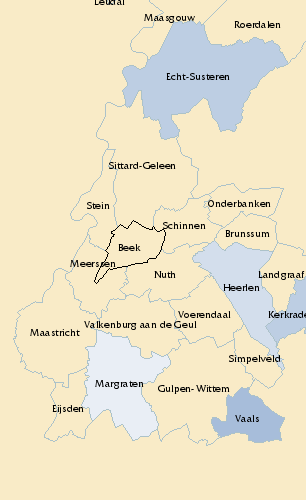 Leudal
Maasgouw
Roerdalen
Echt-Susteren
Sittard-Geleen
Stein
Onderbanken
Schinnen
Brunssum
Beek
Meerssen
Nuth
Landgraaf
Heerlen
Kerkrade
Voerendaal
Valkenburg aan de Geul
Maastricht
Simpelveld
Margraten
Gulpen- Wittem
Eijsden
Vaals